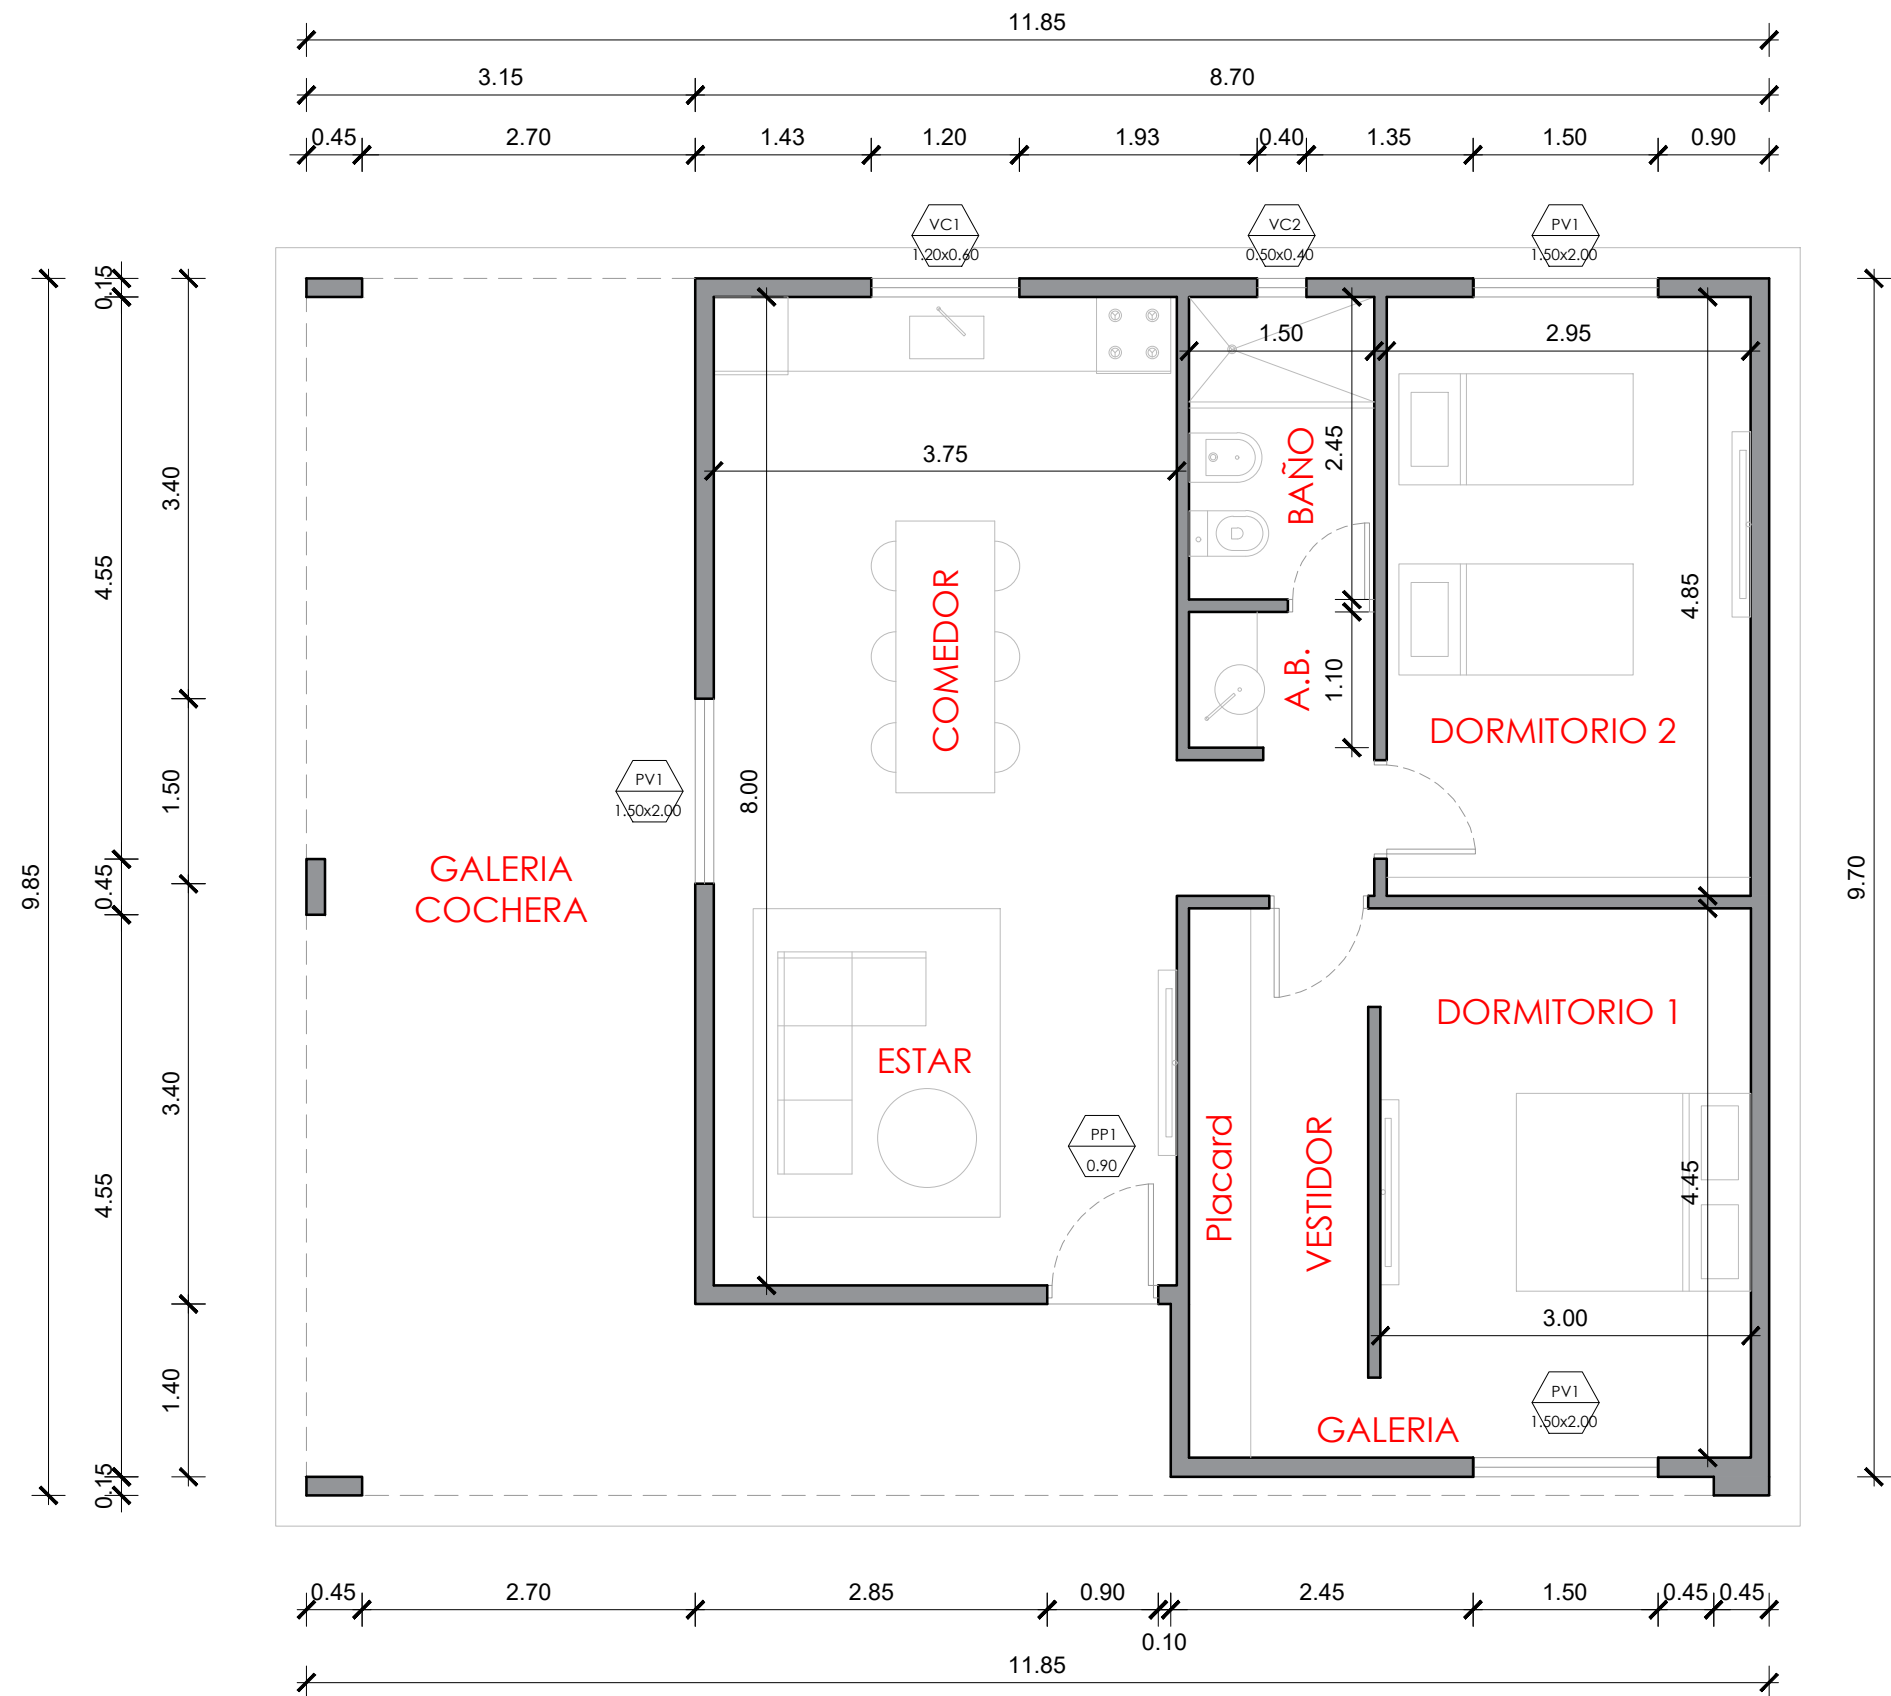 11.85
3.15
8.70
0.45
2.70
1.43
1.20
1.93
0.40
1.35
1.50
0.90
VC1
1.20x0.60
VC2
0.50x0.40
PV1
1.50x2.00
0.15
3.40
4.55
1.50
0.45
9.85
3.40
4.55
1.40
0.15
1.50
2.95
3.75
2.45
BAÑO
COMEDOR
4.85
A.B.
1.10
DORMITORIO 2
8.00
PV1
1.50x2.00
GALERIA
COCHERA
9.70
DORMITORIO 1
ESTAR
PP1
0.90
Placard
VESTIDOR
4.45
3.00
PV1
1.50x2.00
GALERIA
0.45
2.70
2.85
0.90
0.10
2.45
1.50
0.45
0.45
11.85